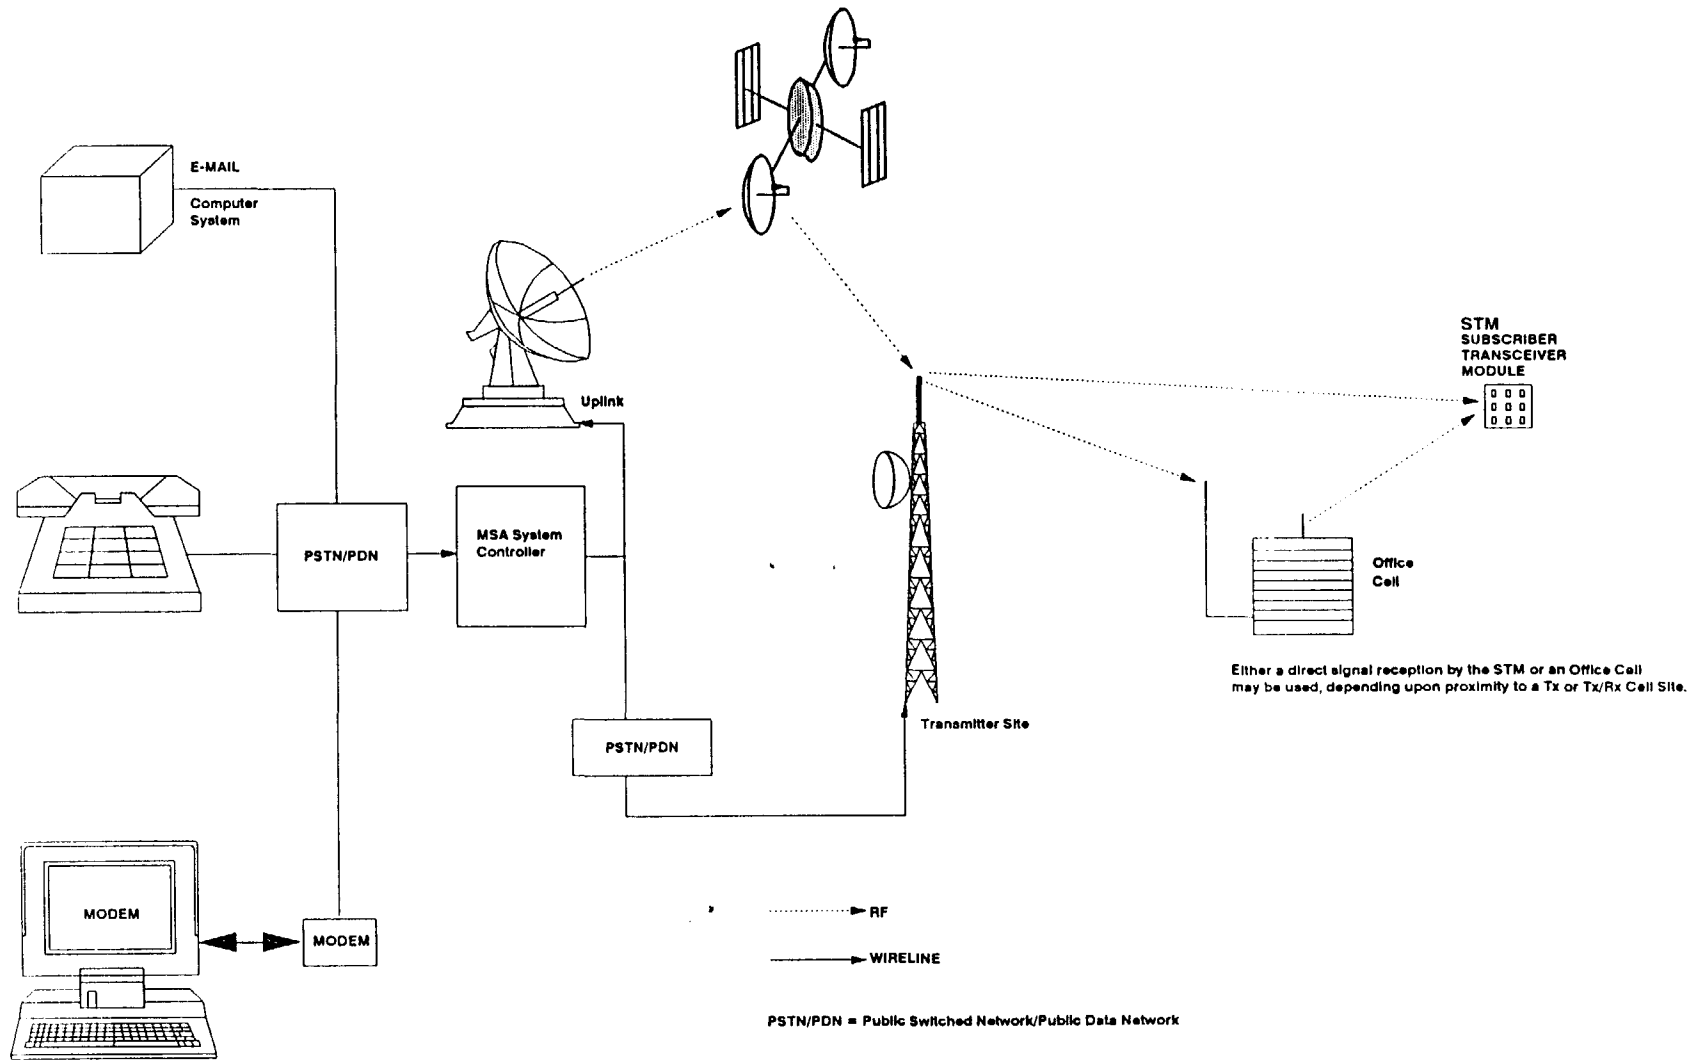 E-MAIL
Computer
System
Uplink
STM
SUBSCRIBER
TRANSCEIVER
MODULE
PSTN/PDN
MSA System
Controller
Office
Cell
Either a direct signal reception by the STM or an Office Cell
may be used, depending upon proximity to a Tx or Tx/Rx Cell Site.
Transmitter Site
PSTN/PDN
MODEM
MODEM
RF
WIRELINE
PSTN/PDN = Public Switched Network/Public Data Network